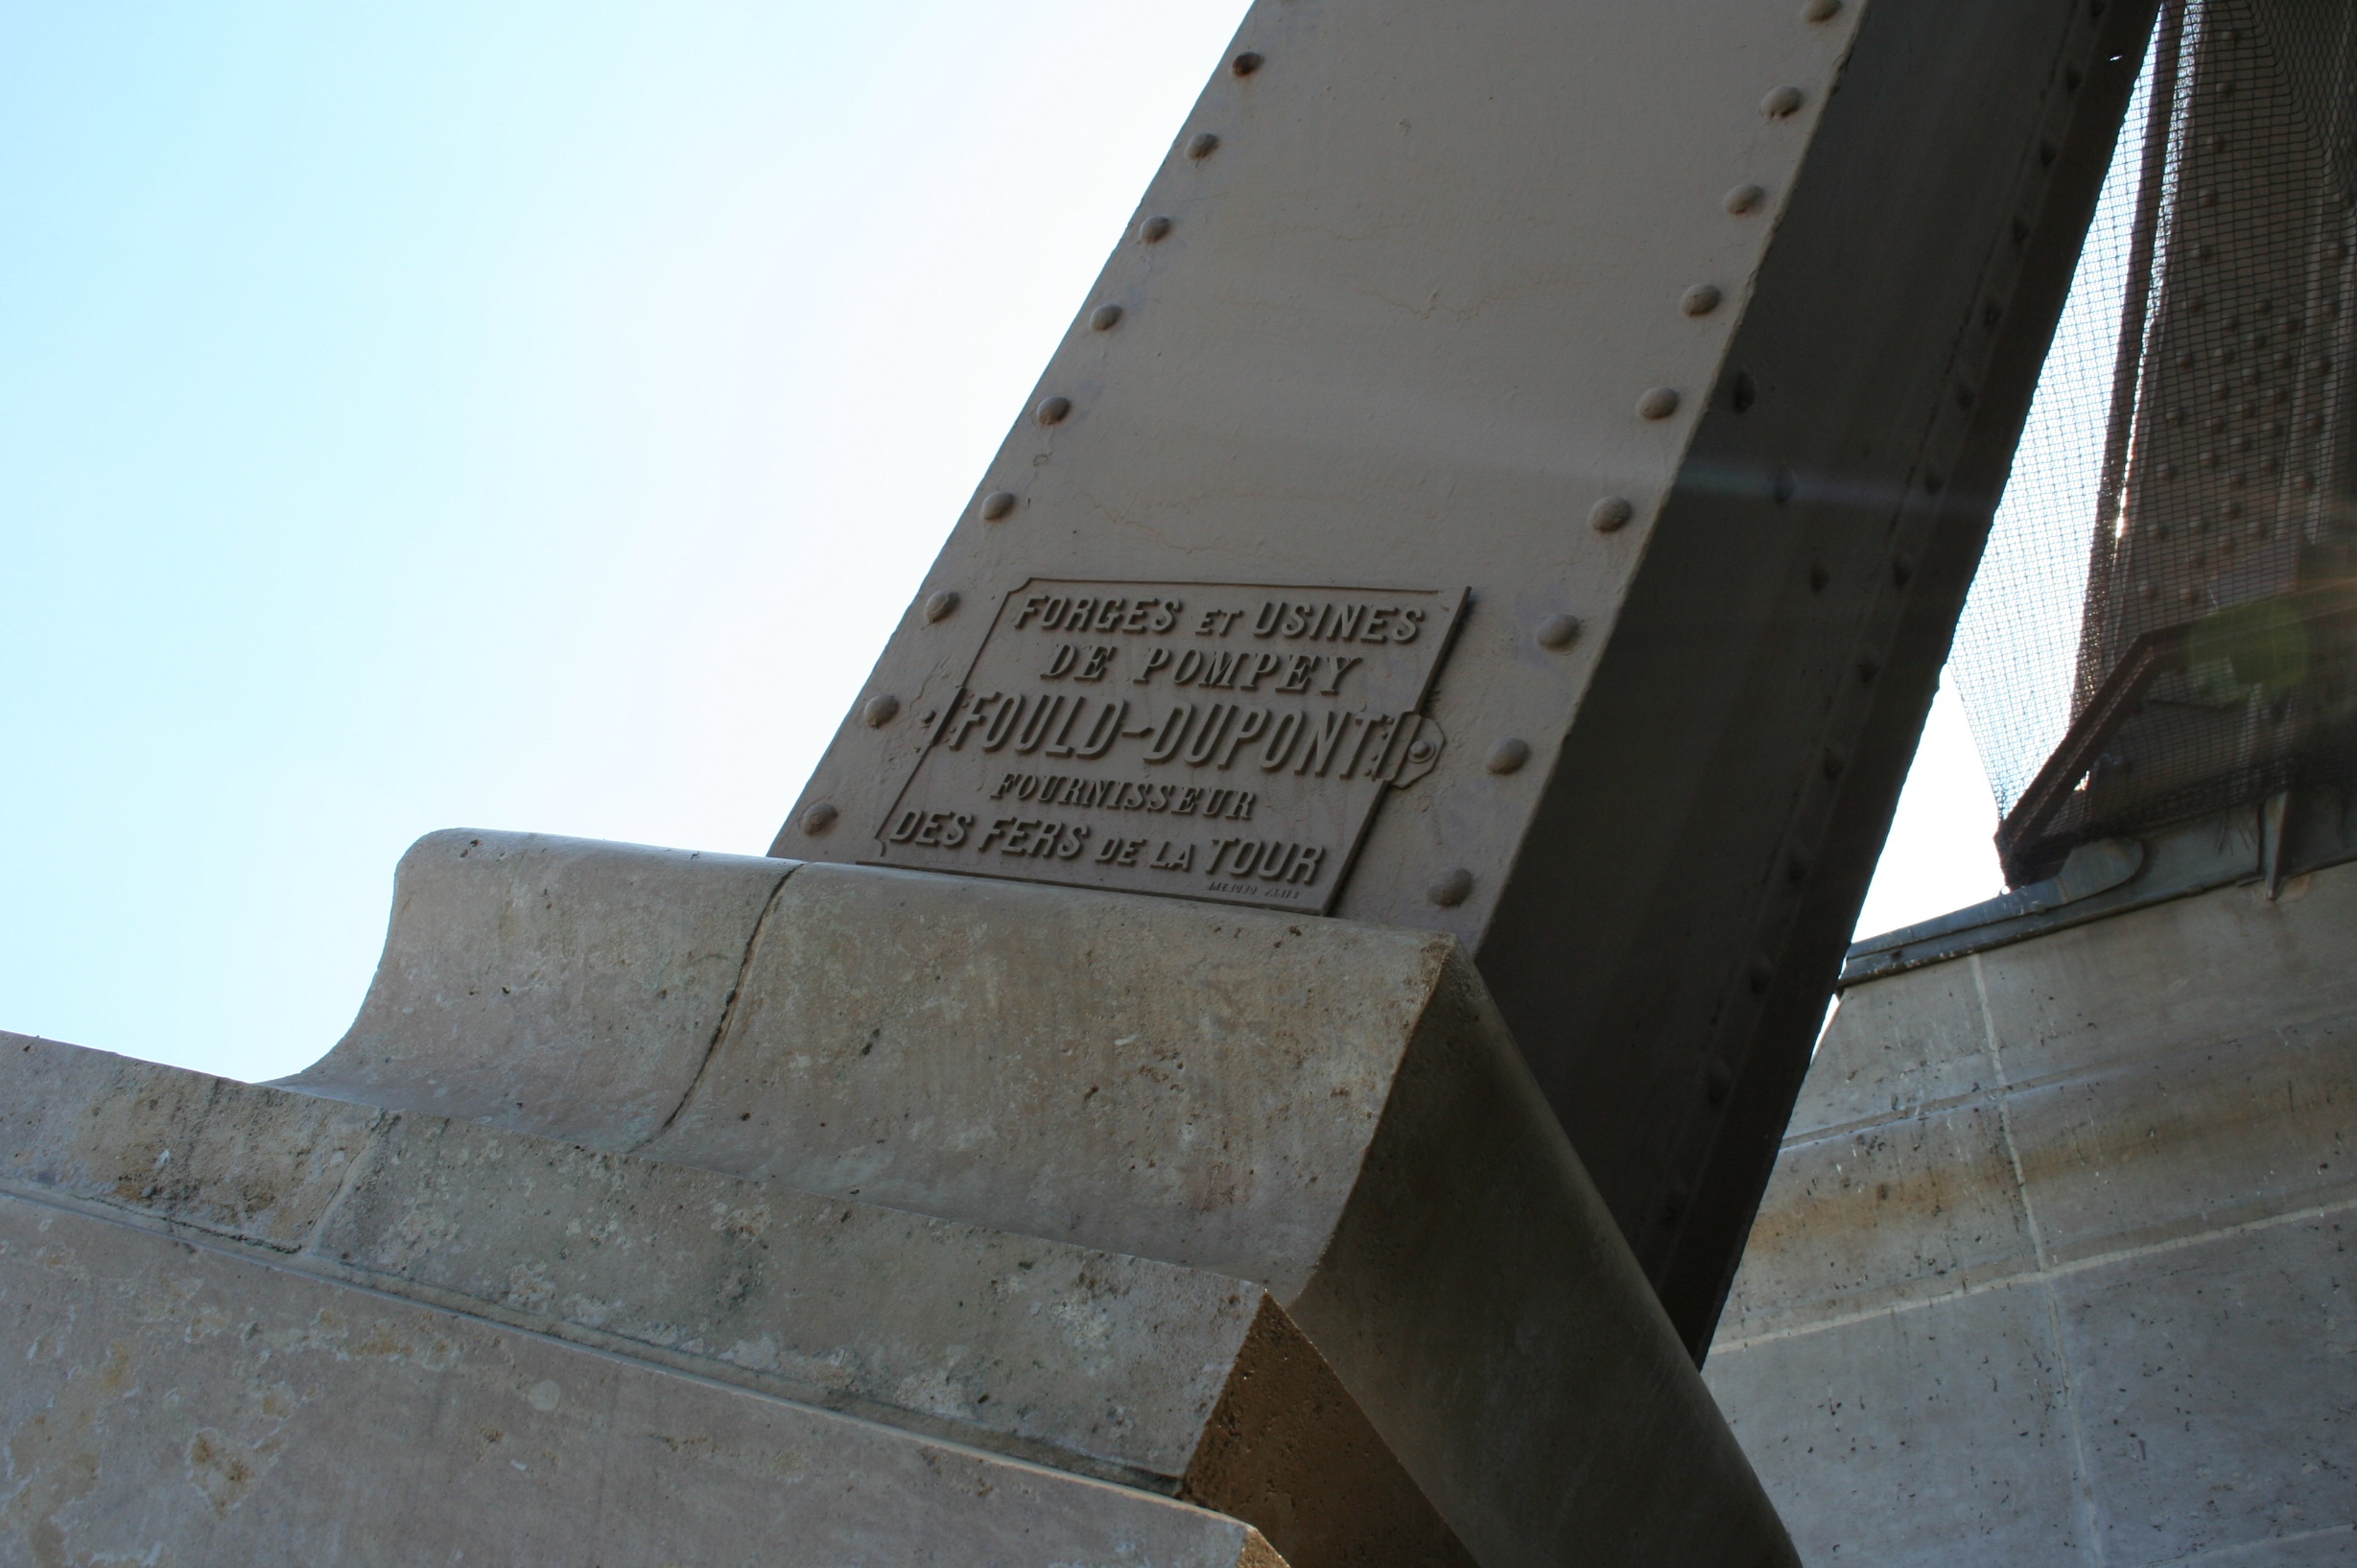 FORGES ET USINES
DE POMPEY
FOULD-DUPONT
FOURNISSEUR
DES FERS DE LA TOUR